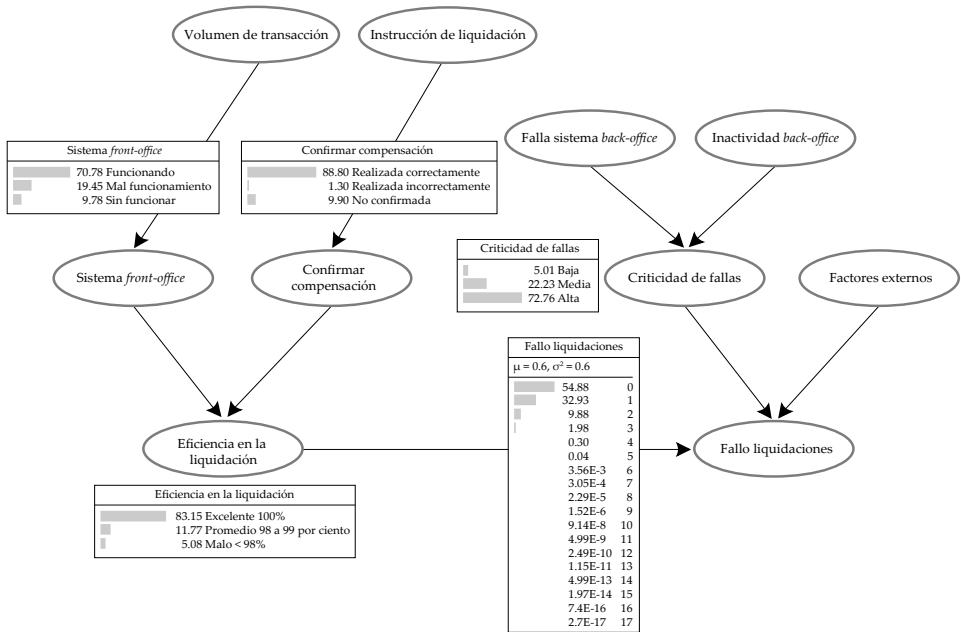 Volumen de transacción
Instrucción de liquidación
Sistema front-office
70.78 Funcionando
19.45 Mal funcionamiento
9.78 Sin funcionar
Confirmar compensación
88.80 Realizada correctamente
1.30 Realizada incorrectamente
9.90 No confirmada
Falla sistema back-office
Inactividad back-office
Sistema front-office
Confirmar
compensación
Criticidad de fallas
5.01 Baja
22.23 Media
72.76 Alta
Criticidad de fallas
Factores externos
Fallo liquidaciones
μ = 0.6, σ² = 0.6
54.88 0
32.93 1
9.88 2
1.98 3
0.30 4
0.04 5
3.56E-3 6
3.05E-4 7
2.29E-5 8
1.52E-6 9
9.14E-8 10
4.99E-9 11
2.49E-10 12
1.15E-11 13
4.99E-13 14
1.97E-14 15
7.4E-16 16
2.7E-17 17
Eficiencia en la
liquidación
Fallo liquidaciones
Eficiencia en la liquidación
83.15 Excelente 100%
11.77 Promedio 98 a 99 por ciento
5.08 Malo < 98%